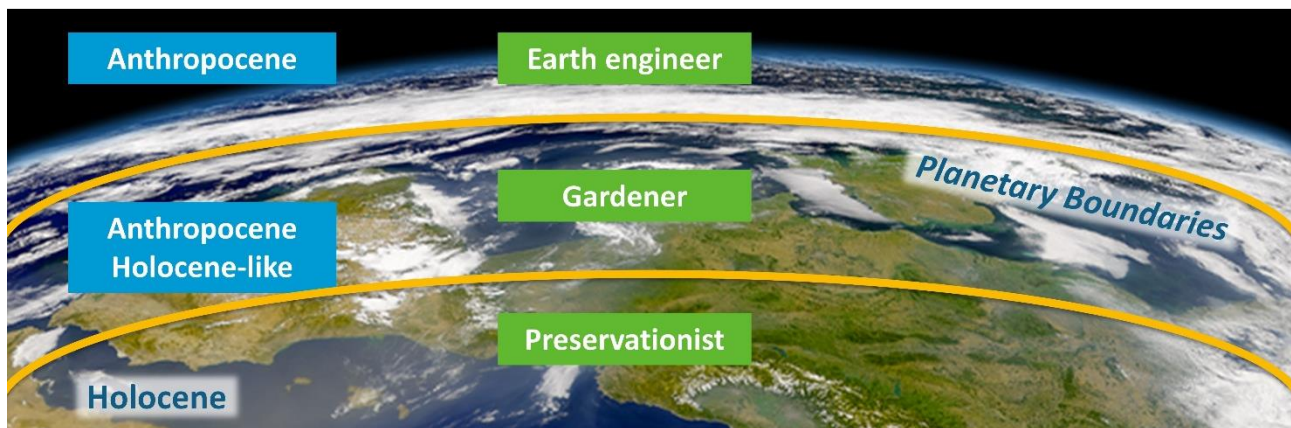 Anthropocene
Earth engineer
Planetary Boundaries
Gardener
Anthropocene
Holocene-like
Preservationist
Holocene